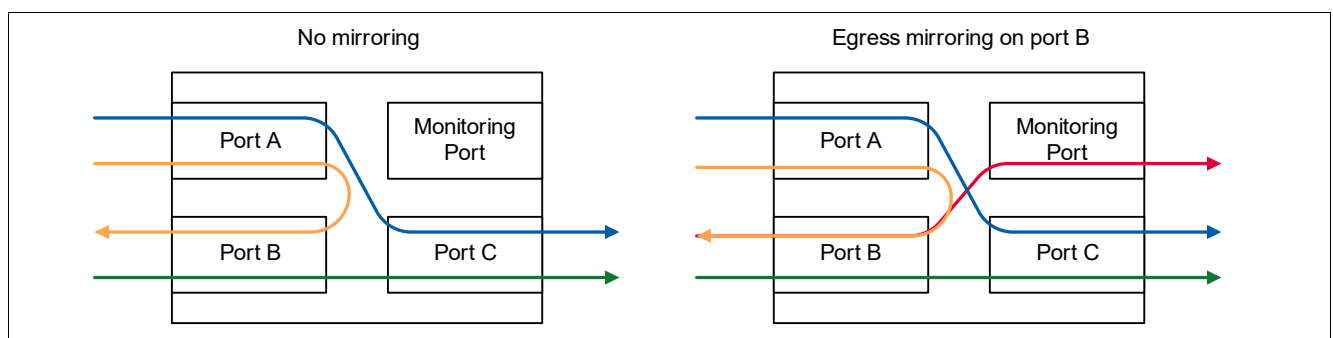 No mirroring
Port A
Monitoring
Port
Port B
Port C
Egress mirroring on port B
Port A
Monitoring
Port
Port B
Port C